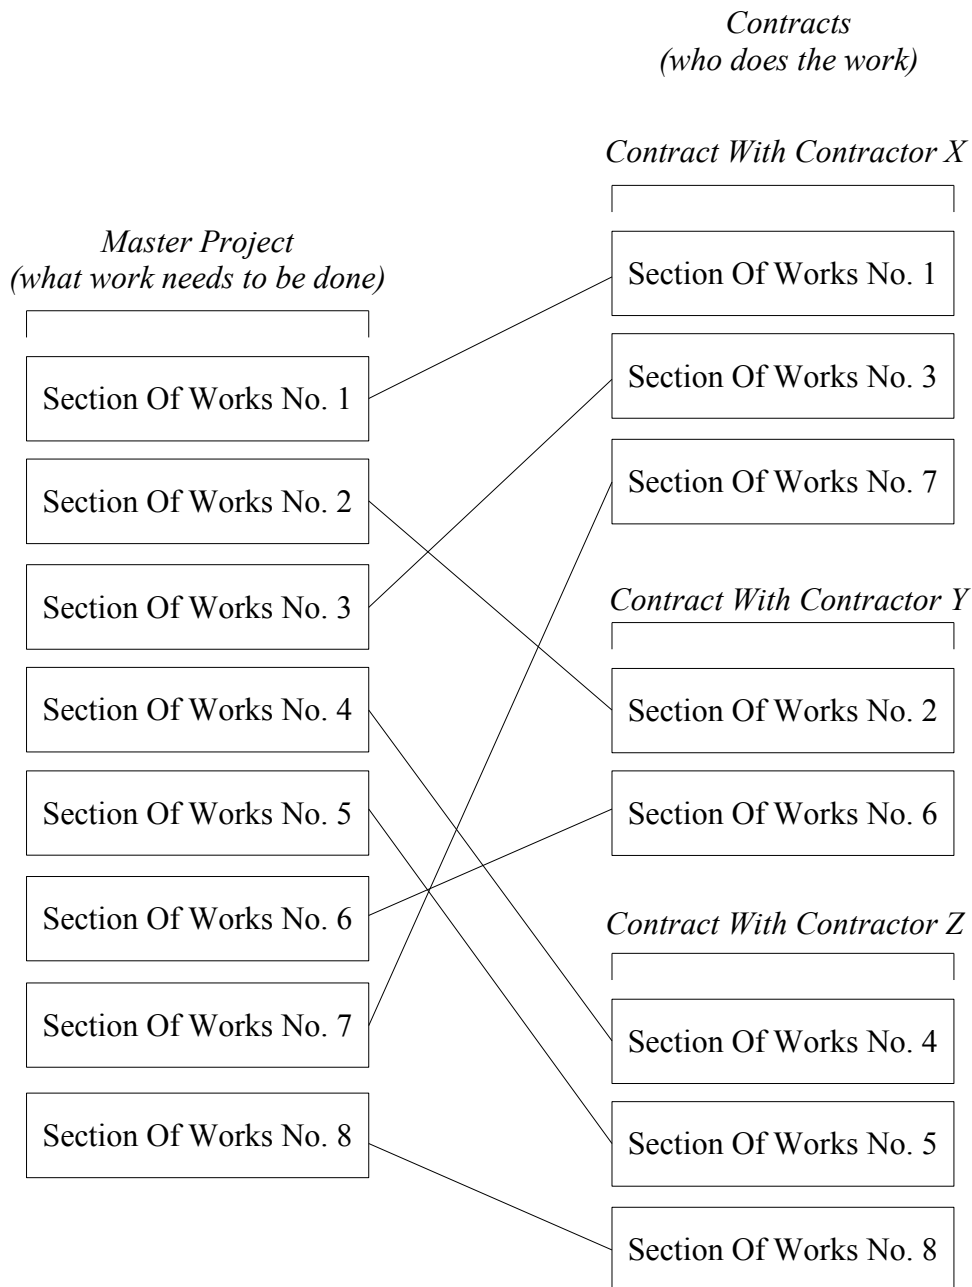 Contracts
(who does the work)
Contract With Contractor X
Section Of Works No. 1
Section Of Works No. 3
Section Of Works No. 7
Contract With Contractor Y
Section Of Works No. 2
Section Of Works No. 6
Contract With Contractor Z
Section Of Works No. 4
Section Of Works No. 5
Section Of Works No. 8
Master Project
(what work needs to be done)
Section Of Works No. 1
Section Of Works No. 2
Section Of Works No. 3
Section Of Works No. 4
Section Of Works No. 5
Section Of Works No. 6
Section Of Works No. 7
Section Of Works No. 8